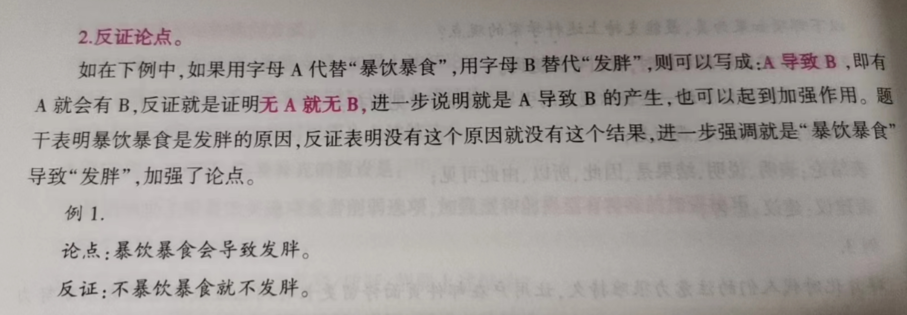 2.反证论点。
如在下例中,如果用字母 A 代替“暴饮暴食”,用字母 B 替代“发胖”,则可以写成:A 导致 B,即有
A 就会有 B,反证就是证明无 A 就无 B,进一步说明就是 A 导致 B 的产生,也可以起到加强作用。题
干表明暴饮暴食是发胖的原因,反证表明没有这个原因就没有这个结果,进一步强调就是“暴饮暴食”
导致“发胖”,加强了论点。
例 1.
论点:暴饮暴食会导致发胖。
反证:不暴饮暴食就不发胖。